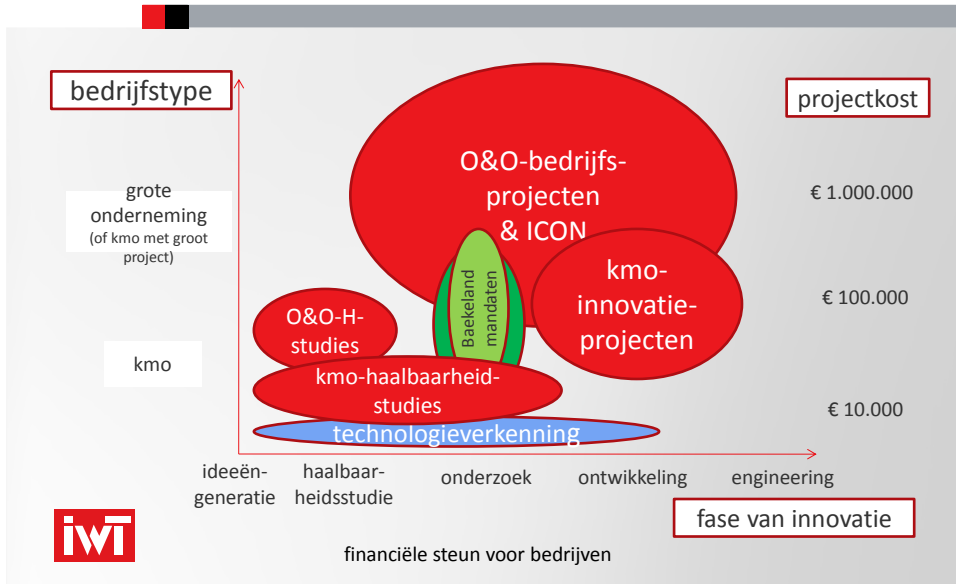 bedrijfstype
projectkost
O&O-bedrijfs-
projecten
& ICON
grote
onderneming
(of kmo met groot
project)
€ 1.000.000
kmo-
innovatie-
projecten
Baekeland
mandaten
€ 100.000
O&O-H-
studies
kmo
kmo-haalbaarheid-
studies
€ 10.000
technologieverkenning
ideeën-
generatie
haalbaar-
heidsstudie
onderzoek
ontwikkeling
engineering
fase van innovatie
iwt
financiële steun voor bedrijven